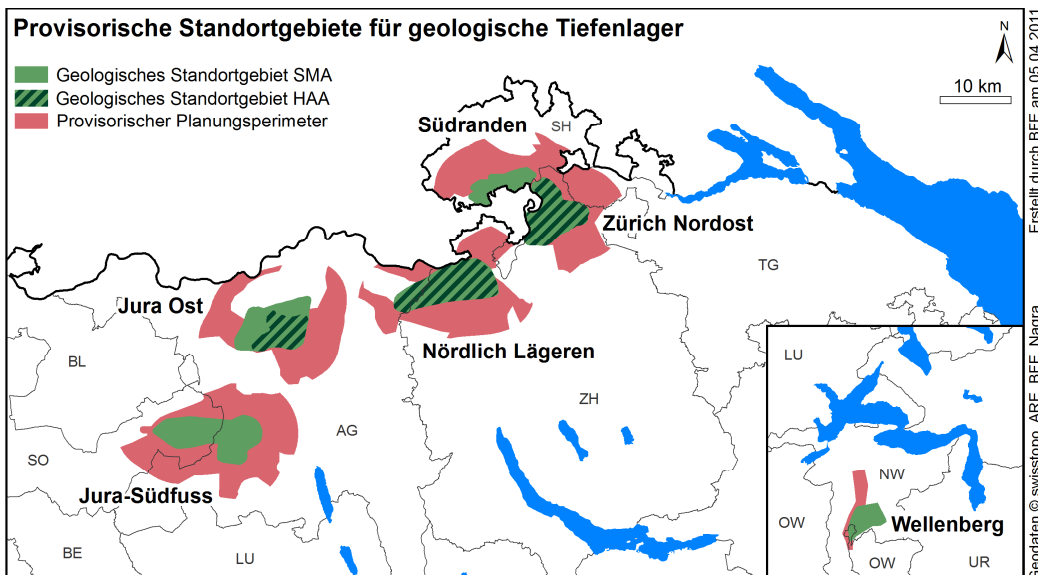 Provisorische Standortgebiete für geologische Tiefenlager
Geologisches Standortgebiet SMA
Geologisches Standortgebiet HAA
Provisorischer Planungsperimeter
N
10 km
Südranden
SH
Zürich Nordost
TG
Jura Ost
Nördlich Lägeren
BL
ZH
AG
SO
Jura-Südfuss
BE
LU
LU
NW
OW
Wellenberg
OW
UR
Erstellt durch BFE am 05.04.2011
Geodaten © swisstopo, ARE, BFE, Nagra